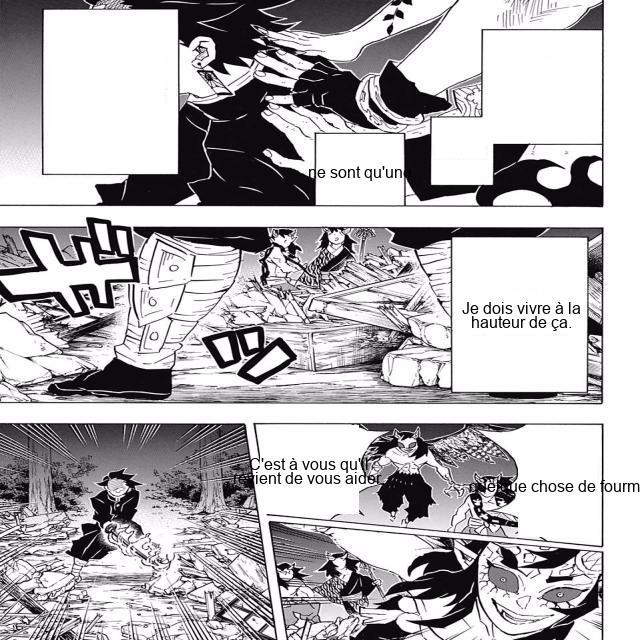 ne sont qu'une
Je dois vivre à la
hauteur de ça.
C'est à vous qu'il
revient de vous aider
quelque chose de fourm